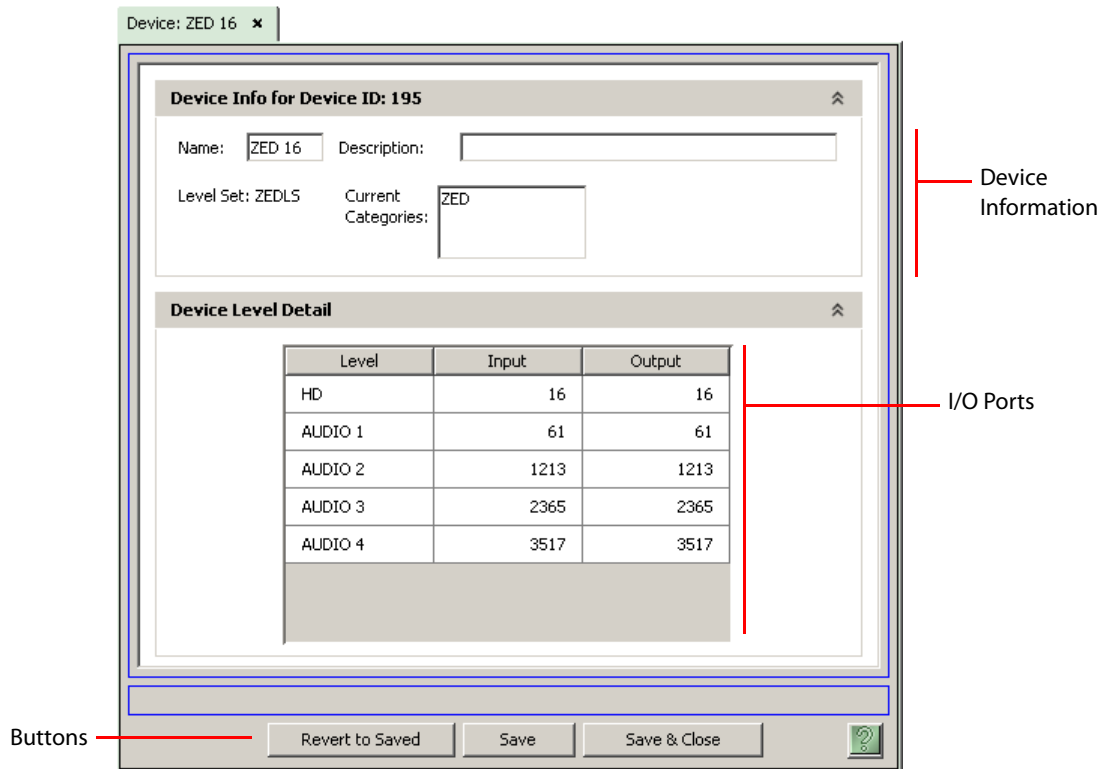 Device: ZED 16 ×
Device Info for Device ID: 195
Name: ZED 16 Description:
Level Set: ZEDLS Current Categories: ZED
Device Information
Device Level Detail
Level Input Output
HD 16 16
AUDIO 1 61 61
AUDIO 2 1213 1213
AUDIO 3 2365 2365
AUDIO 4 3517 3517
I/O Ports
Buttons
Revert to Saved Save Save & Close ?